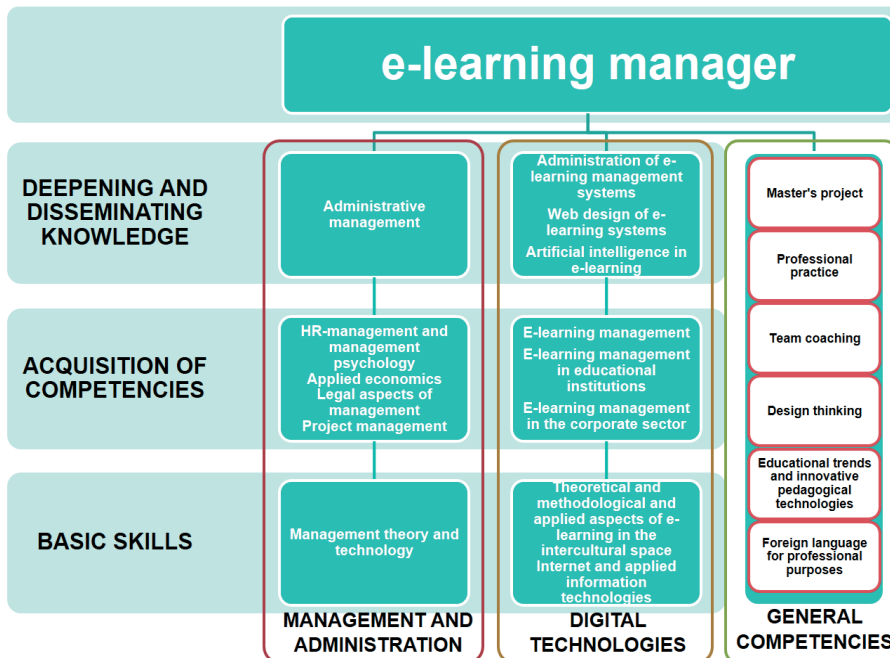 e-learning manager
DEEPENING AND
DISSEMINATING
KNOWLEDGE
Administrative
management
Administration of e-
learning management
systems
Web design of e-
learning systems
Artificial intelligence in
e-learning
ACQUISITION OF
COMPETENCIES
HR-management and
management
psychology
Applied economics
Legal aspects of
management
Project management
E-learning management
E-learning management
in educational
institutions
E-learning management
in the corporate sector
BASIC SKILLS
Management theory and
technology
Theoretical and
methodological and
applied aspects of e-
learning in the
intercultural space
Internet and applied
information
technologies
Master's project
Professional
practice
Team coaching
Design thinking
Educational trends
and innovative
pedagogical
technologies
Foreign language
for professional
purposes
MANAGEMENT AND
ADMINISTRATION
DIGITAL
TECHNOLOGIES
GENERAL
COMPETENCIES